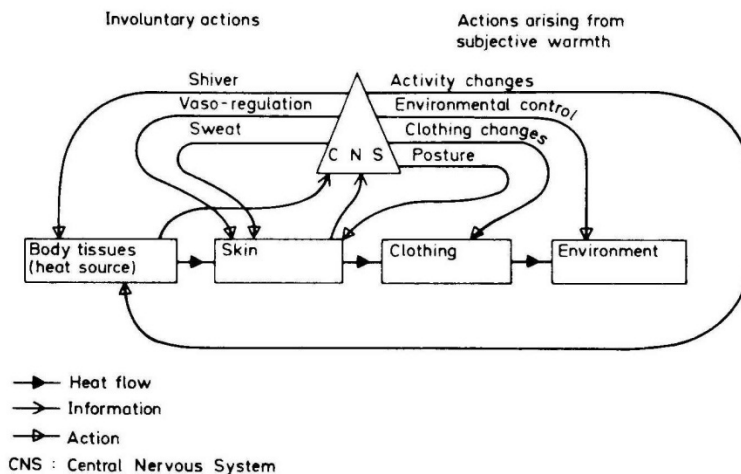 Involuntary actions
Actions arising from
subjective warmth
Shiver
Activity changes
Vaso-regulation
Environmental control
Sweat
Clothing changes
C N S
Posture
Body tissues
(heat source)
Skin
Clothing
Environment
Heat flow
Information
Action
CNS : Central Nervous System